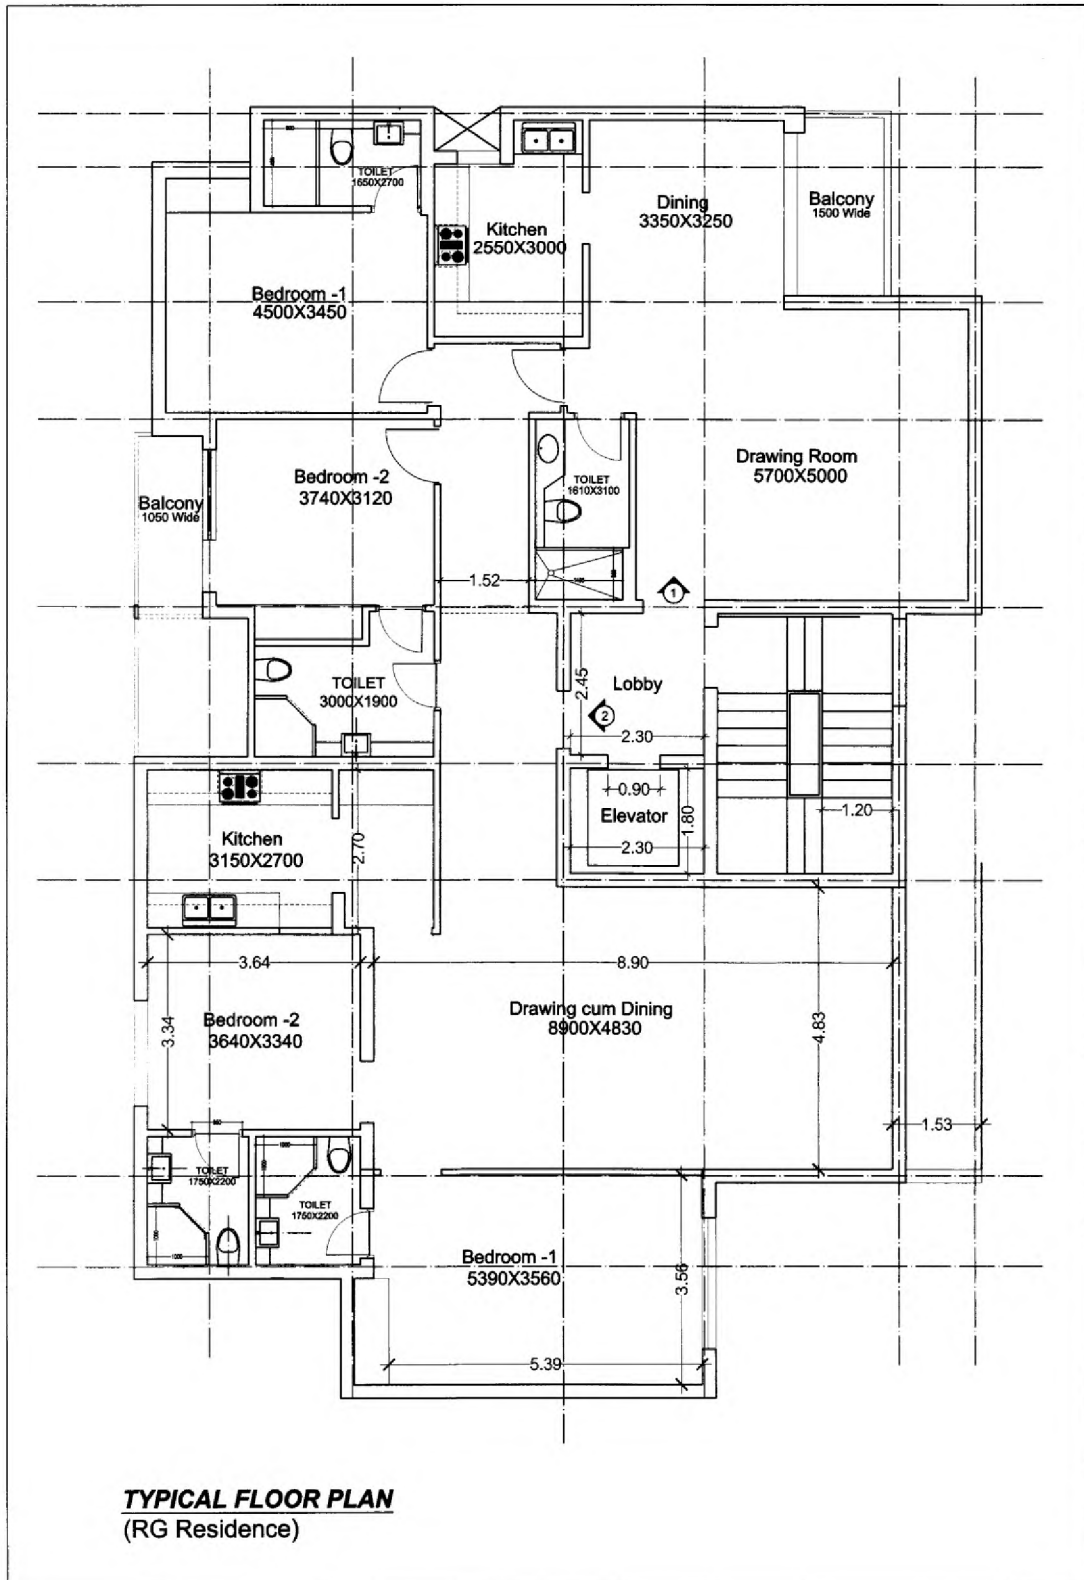 TOILET
1650X2700
Kitchen
2550X3000
Dining
3350X3250
Balcony
1500 Wide
Bedroom -1
4500X3450
Bedroom -2
3740X3120
Balcony
1050 Wide
TOILET
1610X3100
Drawing Room
5700X5000
1.52
1
TOILET
3000X1900
2.45
Lobby
2
2.30
0.90
Elevator
1.80
2.30
1.20
Kitchen
3150X2700
2.70
3.64
8.90
Bedroom -2
3640X3340
3.34
Drawing cum Dining
8900X4830
4.83
1.53
TOILET
1750X2200
TOILET
1750X2200
1000
1000
Bedroom -1
5390X3560
3.56
5.39
TYPICAL FLOOR PLAN
(RG Residence)